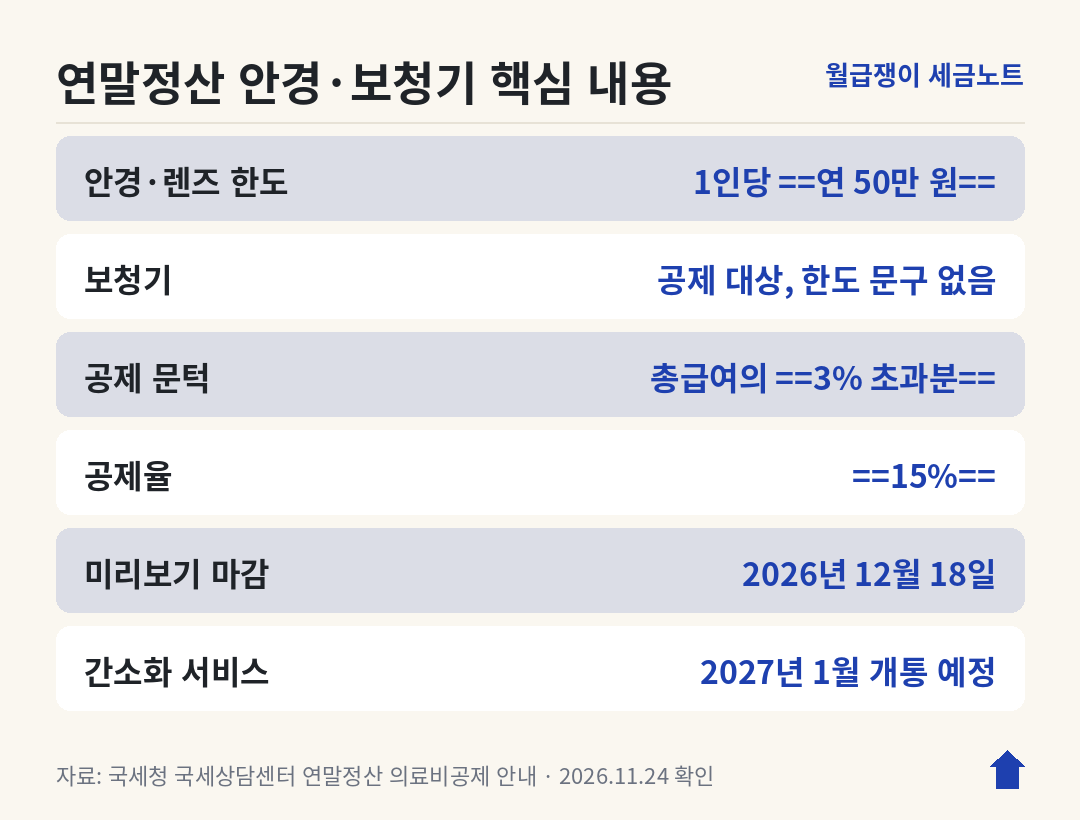 연말정산 안경·보청기 핵심 내용
월급쟁이 세금노트
안경·렌즈 한도 1인당 ==연 50만 원==
보청기 공제 대상, 한도 문구 없음
공제 문턱 총급여의 ==3% 초과분==
공제율 ==15%==
미리보기 마감 2026년 12월 18일
간소화 서비스 2027년 1월 개통 예정
자료: 국세청 국세상담센터 연말정산 의료비공제 안내 · 2026.11.24 확인